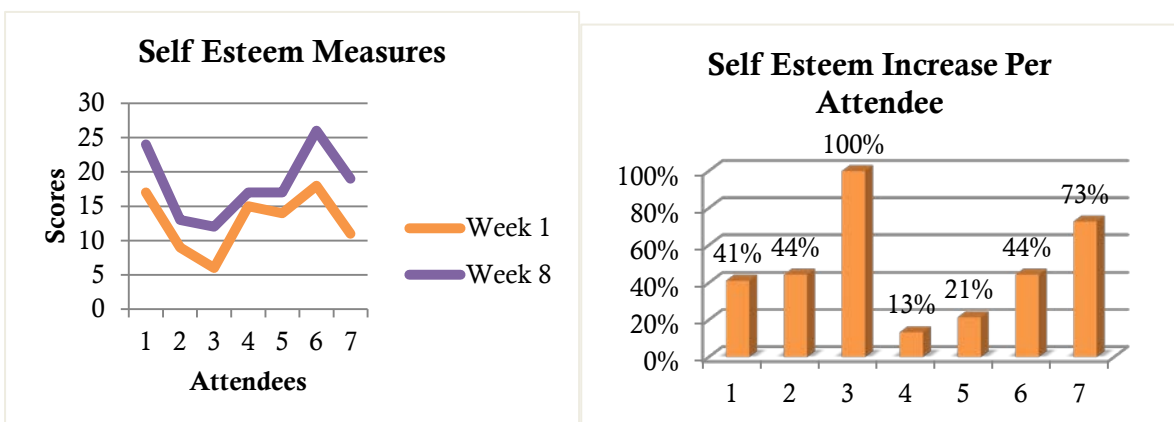 Self Esteem Measures
30
25
20
15
10
5
0
Scores
1 2 3 4 5 6 7
Attendees
Week 1
Week 8
Self Esteem Increase Per
Attendee
100%
80%
60%
40%
20%
0%
41% 44% 100% 13% 21% 44% 73%
1 2 3 4 5 6 7